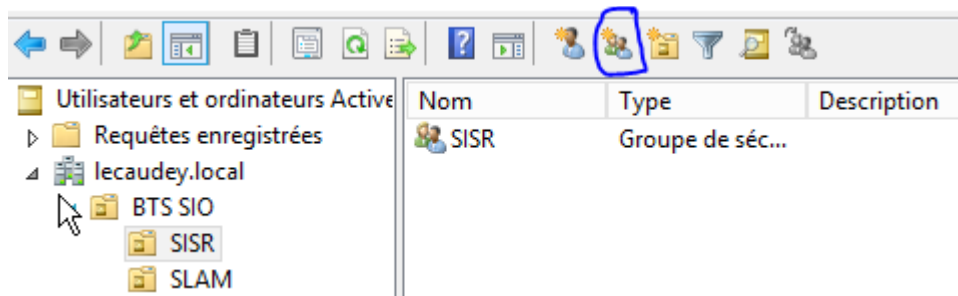 Utilisateurs et ordinateurs Active
Nom Type Description
Requêtes enregistrées
SISR Groupe de séc...
lecaudey.local
BTS SIO
SISR
SLAM